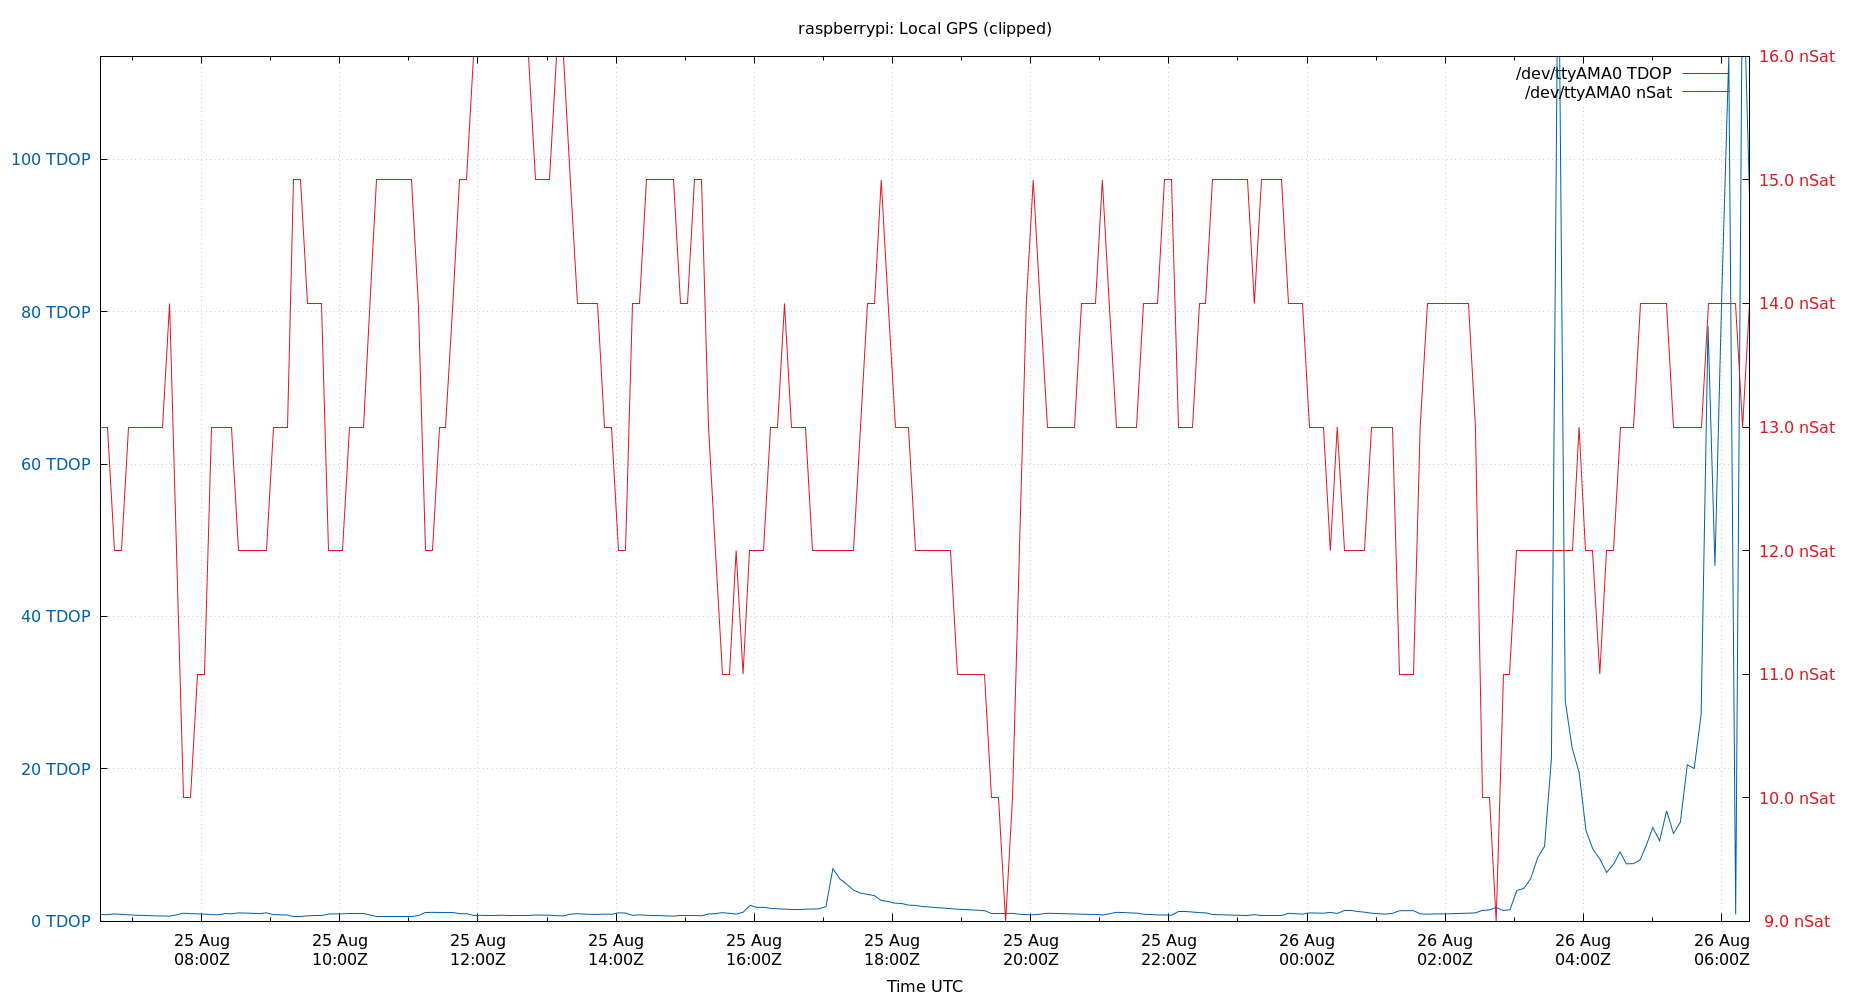 raspberrypi: Local GPS (clipped)
/dev/ttyAMA0 TDOP
/dev/ttyAMA0 nSat
100 TDOP
80 TDOP
60 TDOP
40 TDOP
20 TDOP
0 TDOP
16.0 nSat
15.0 nSat
14.0 nSat
13.0 nSat
12.0 nSat
11.0 nSat
10.0 nSat
9.0 nSat
25 Aug
08:00Z
25 Aug
10:00Z
25 Aug
12:00Z
25 Aug
14:00Z
25 Aug
16:00Z
25 Aug
18:00Z
25 Aug
20:00Z
25 Aug
22:00Z
26 Aug
00:00Z
26 Aug
02:00Z
26 Aug
04:00Z
26 Aug
06:00Z
Time UTC